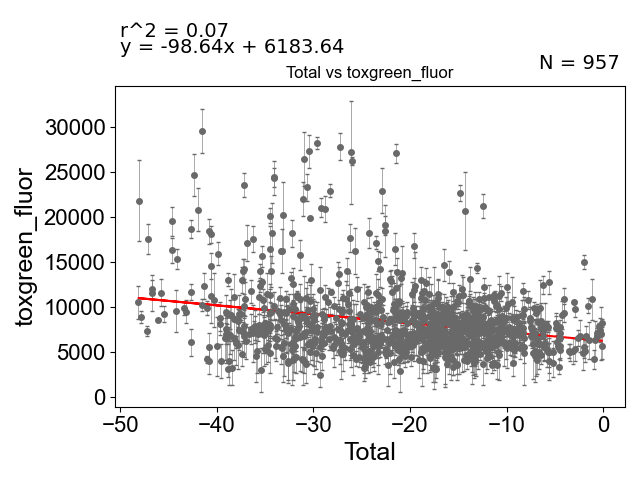 r^2 = 0.07
y = -98.64x + 6183.64
N = 957
Total vs toxgreen_fluor
toxgreen_fluor
30000
25000
20000
15000
10000
5000
0
−50
−40
−30
−20
−10
0
Total